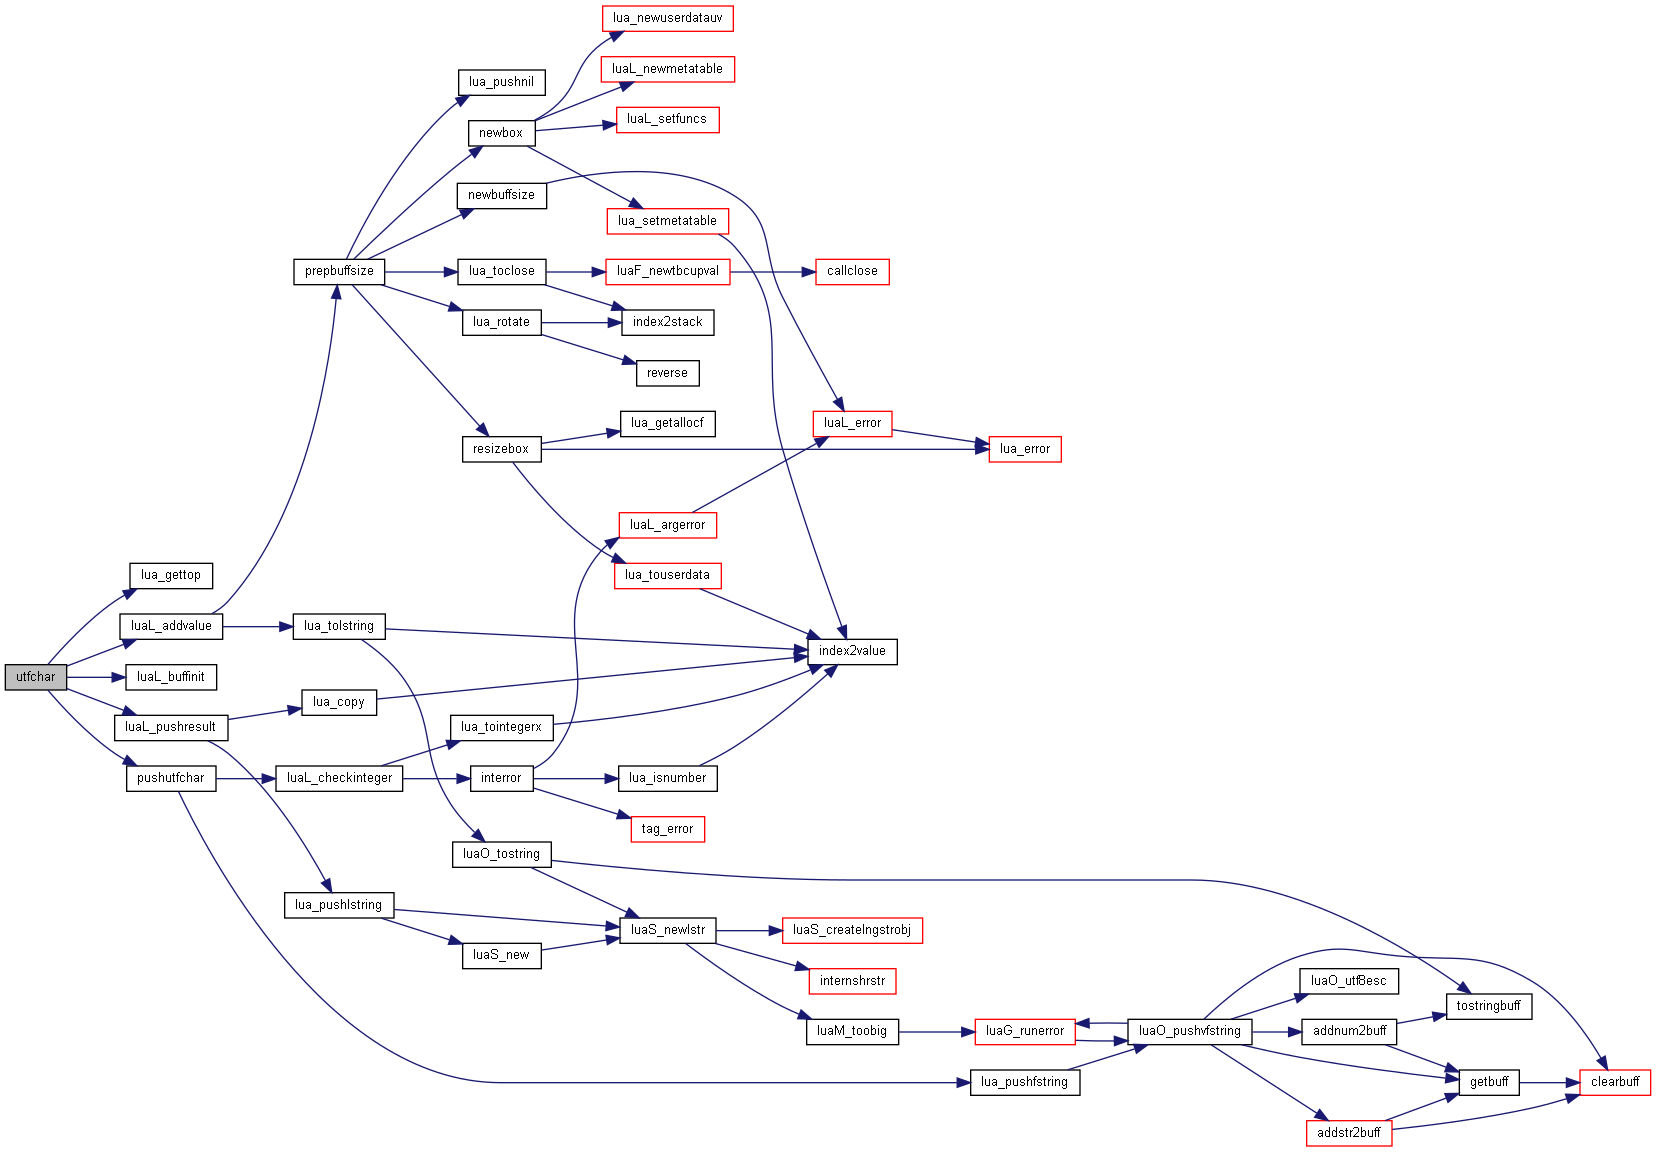 lua_newuserdatauv
luaL_newmetatable
lua_pushnil
luaL_setfuncs
newbox
newbuffsize
lua_setmetatable
prepbuffsize
lua_toclose
luaF_newtbcupval
callclose
lua_rotate
index2stack
reverse
lua_getallocf
luaL_error
resizebox
lua_error
luaL_argerror
lua_gettop
lua_touserdata
luaL_addvalue
lua_tolstring
index2value
utfchar
luaL_buffinit
lua_copy
luaL_pushresult
lua_tointegerx
pushutfchar
luaL_checkinteger
interror
lua_isnumber
tag_error
luaO_tostring
lua_pushlstring
luaS_newlstr
luaS_createlngstrobj
luaS_new
internshrstr
luaO_utf8esc
tostringbuff
luaM_toobig
luaG_runerror
luaO_pushvfstring
addnum2buff
lua_pushfstring
getbuff
clearbuff
addstr2buff